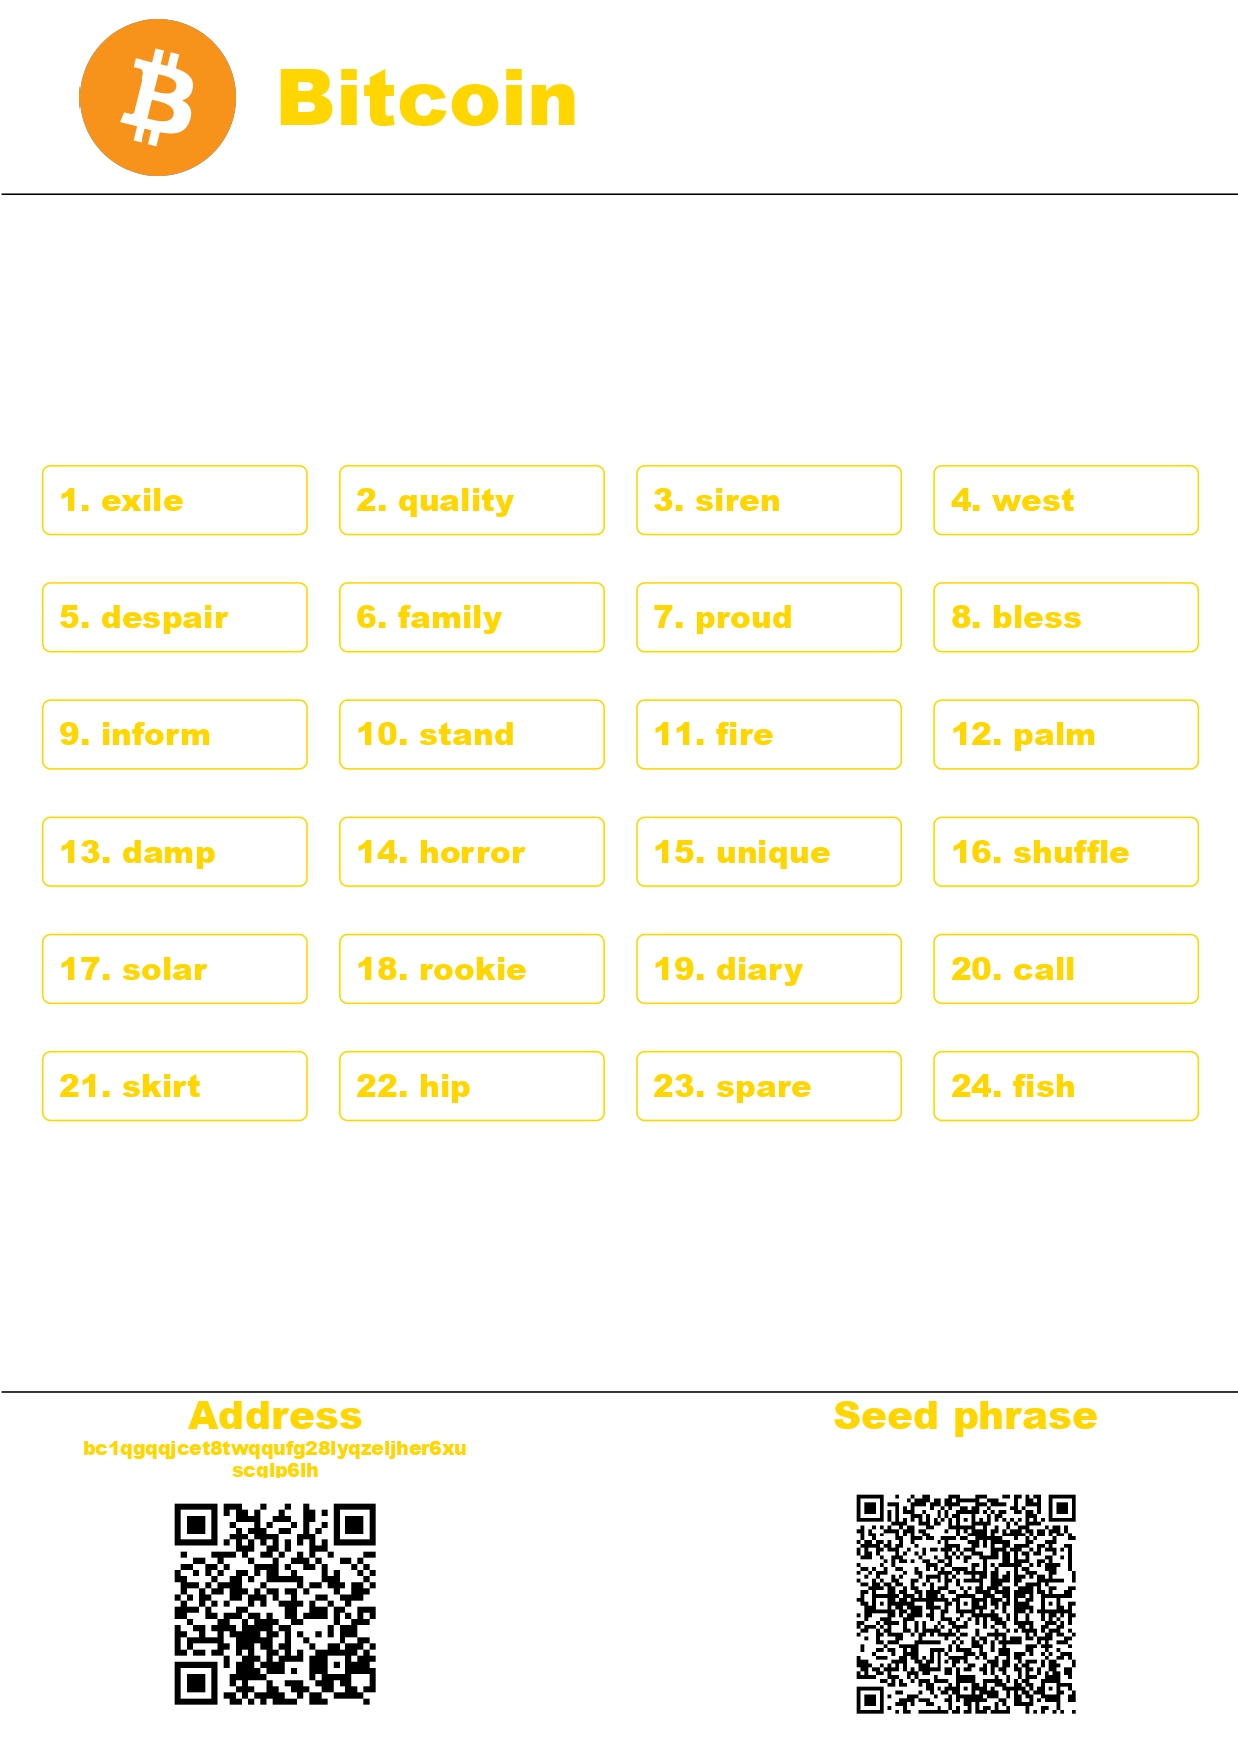 Bitcoin
1. exile 2. quality 3. siren 4. west
5. despair 6. family 7. proud 8. bless
9. inform 10. stand 11. fire 12. palm
13. damp 14. horror 15. unique 16. shuffle
17. solar 18. rookie 19. diary 20. call
21. skirt 22. hip 23. spare 24. fish
Address Seed phrase
bc1qgqqjcet8twqqufg28lyqzeljher6xu